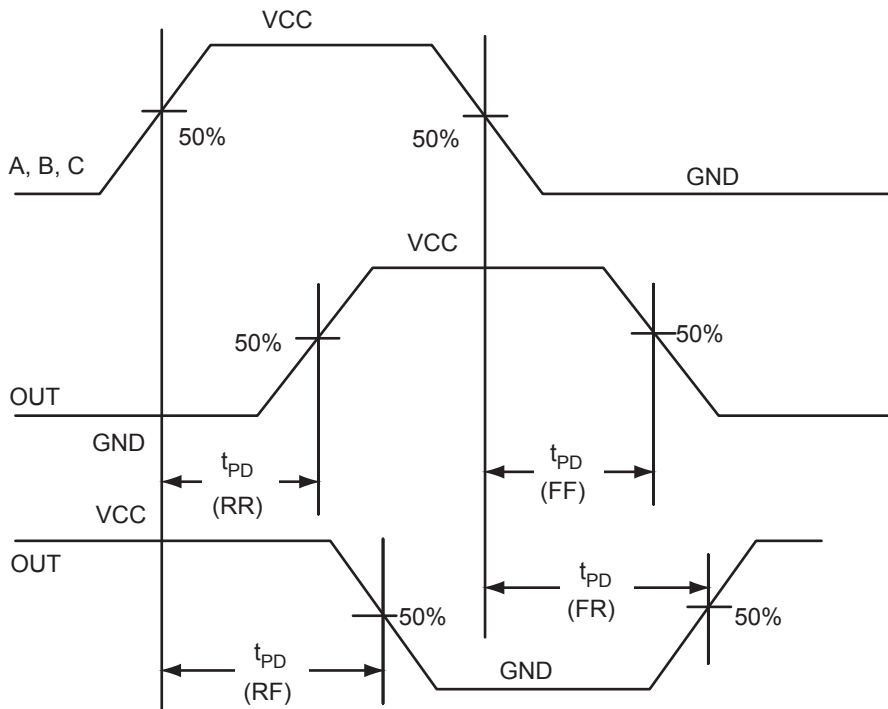 VCC
50%
50%
A, B, C
GND
VCC
50%
50%
OUT
GND
tPD
(RR)
tPD
(FF)
VCC
OUT
tPD
(FR)
50%
50%
tPD
(RF)
GND